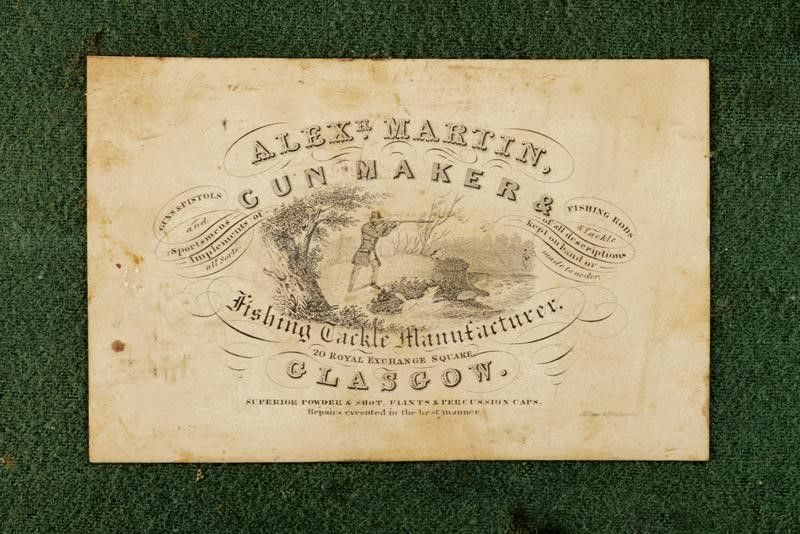 ALEXR MARTIN,
GUN MAKER &
GUNS & PISTOLS
and
Sportsmens
Implements of
all Sorts.
FISHING RODS
& Tackle
of all descriptions
kept on hand or
made to order.
Fishing Tackle Manufacturer.
20 ROYAL EXCHANGE SQUARE
GLASGOW.
SUPERIOR POWDER & SHOT, FLINTS & PERCUSSION CAPS.
Repairs executed in the best manner.